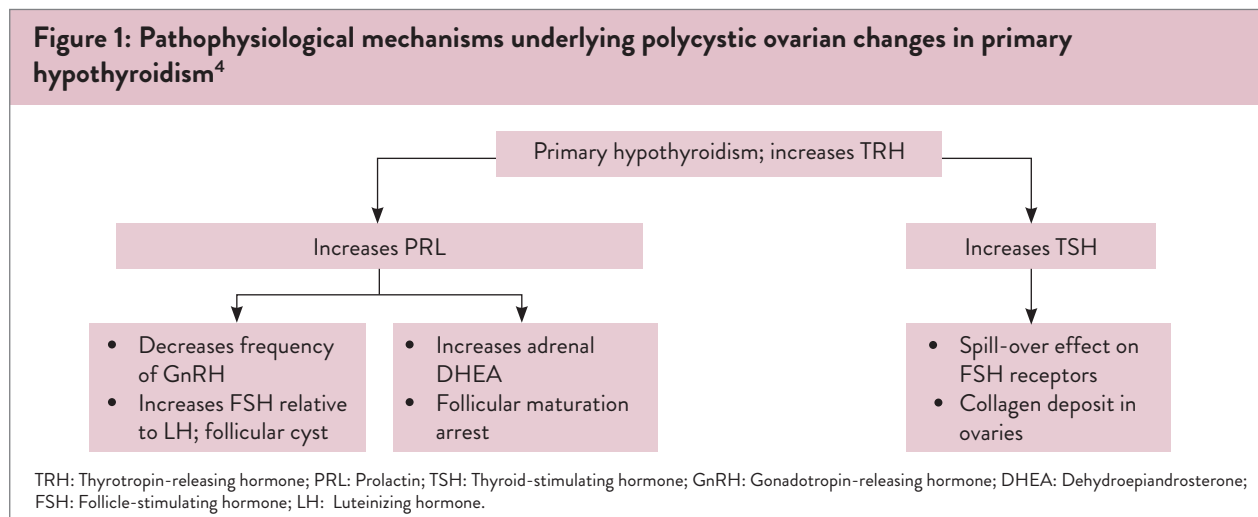 Figure 1: Pathophysiological mechanisms underlying polycystic ovarian changes in primary
hypothyroidism⁴
Primary hypothyroidism; increases TRH
Increases PRL
Increases TSH
• Decreases frequency
of GnRH
• Increases FSH relative
to LH; follicular cyst
• Increases adrenal
DHEA
• Follicular maturation
arrest
• Spill-over effect on
FSH receptors
• Collagen deposit in
ovaries
TRH: Thyrotropin-releasing hormone; PRL: Prolactin; TSH: Thyroid-stimulating hormone; GnRH: Gonadotropin-releasing hormone; DHEA: Dehydroepiandrosterone;
FSH: Follicle-stimulating hormone; LH: Luteinizing hormone.